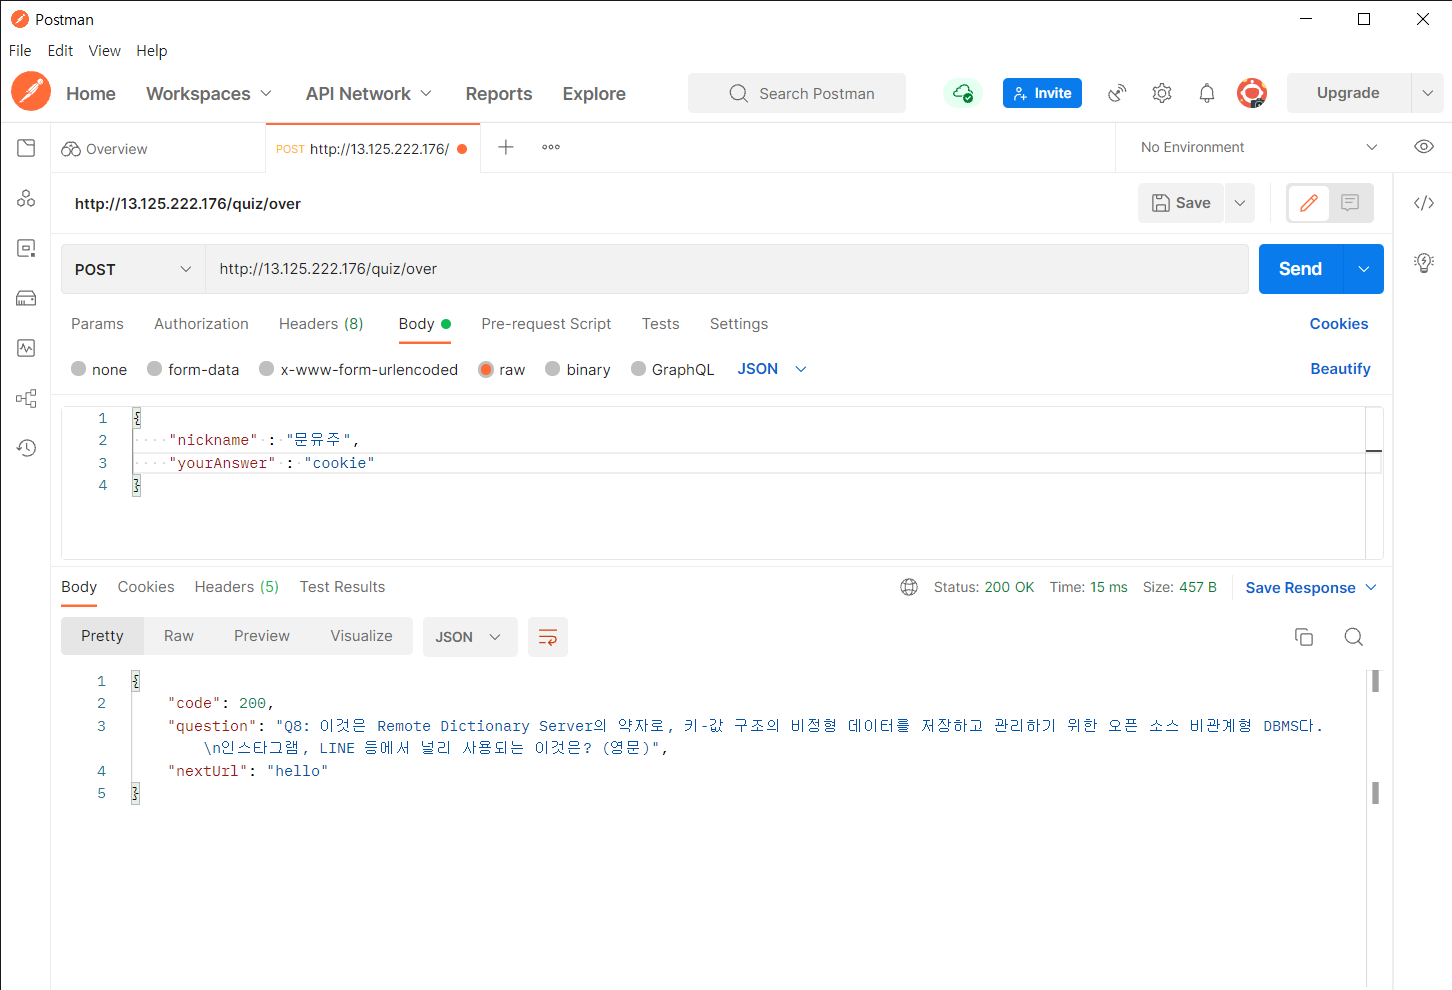 Postman
File Edit View Help
Home Workspaces API Network Reports Explore Search Postman Invite Upgrade
Overview POST http://13.125.222.176/ No Environment
http://13.125.222.176/quiz/over Save
POST http://13.125.222.176/quiz/over Send
Params Authorization Headers (8) Body Pre-request Script Tests Settings Cookies
none form-data x-www-form-urlencoded raw binary GraphQL JSON Beautify
1 {
2 "nickname" : "문유주",
3 "yourAnswer" : "cookie"
4 }
Body Cookies Headers (5) Test Results Status: 200 OK Time: 15 ms Size: 457 B Save Response
Pretty Raw Preview Visualize JSON
1 {
2 "code": 200,
3 "question": "Q8: 이것은 Remote Dictionary Server의 약자로, 키-값 구조의 비정형 데이터를 저장하고 관리하기 위한 오픈 소스 비관계형 DBMS다.
\n인스타그램, LINE 등에서 널리 사용되는 이것은? (영문)",
4 "nextUrl": "hello"
5 }